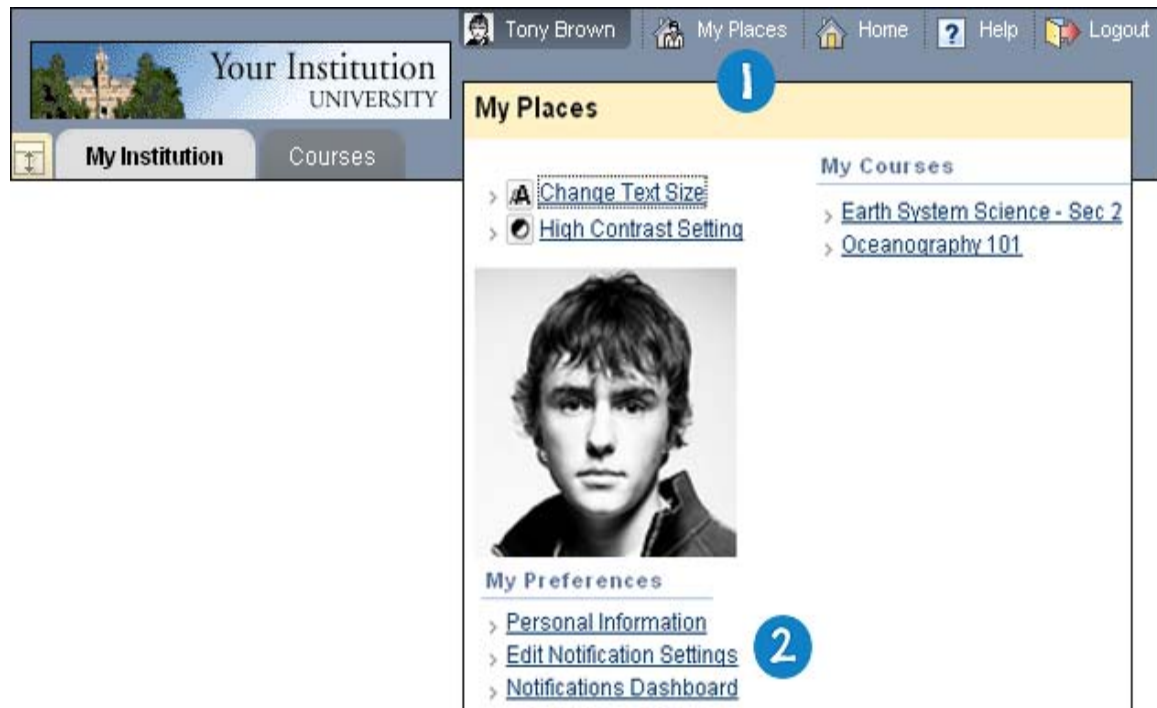 Tony Brown My Places Home ? Help Logout
Your Institution
UNIVERSITY
1
My Places
My Institution Courses
A Change Text Size
High Contrast Setting
My Courses
Earth System Science - Sec 2
Oceanography 101
My Preferences
Personal Information
Edit Notification Settings 2
Notifications Dashboard